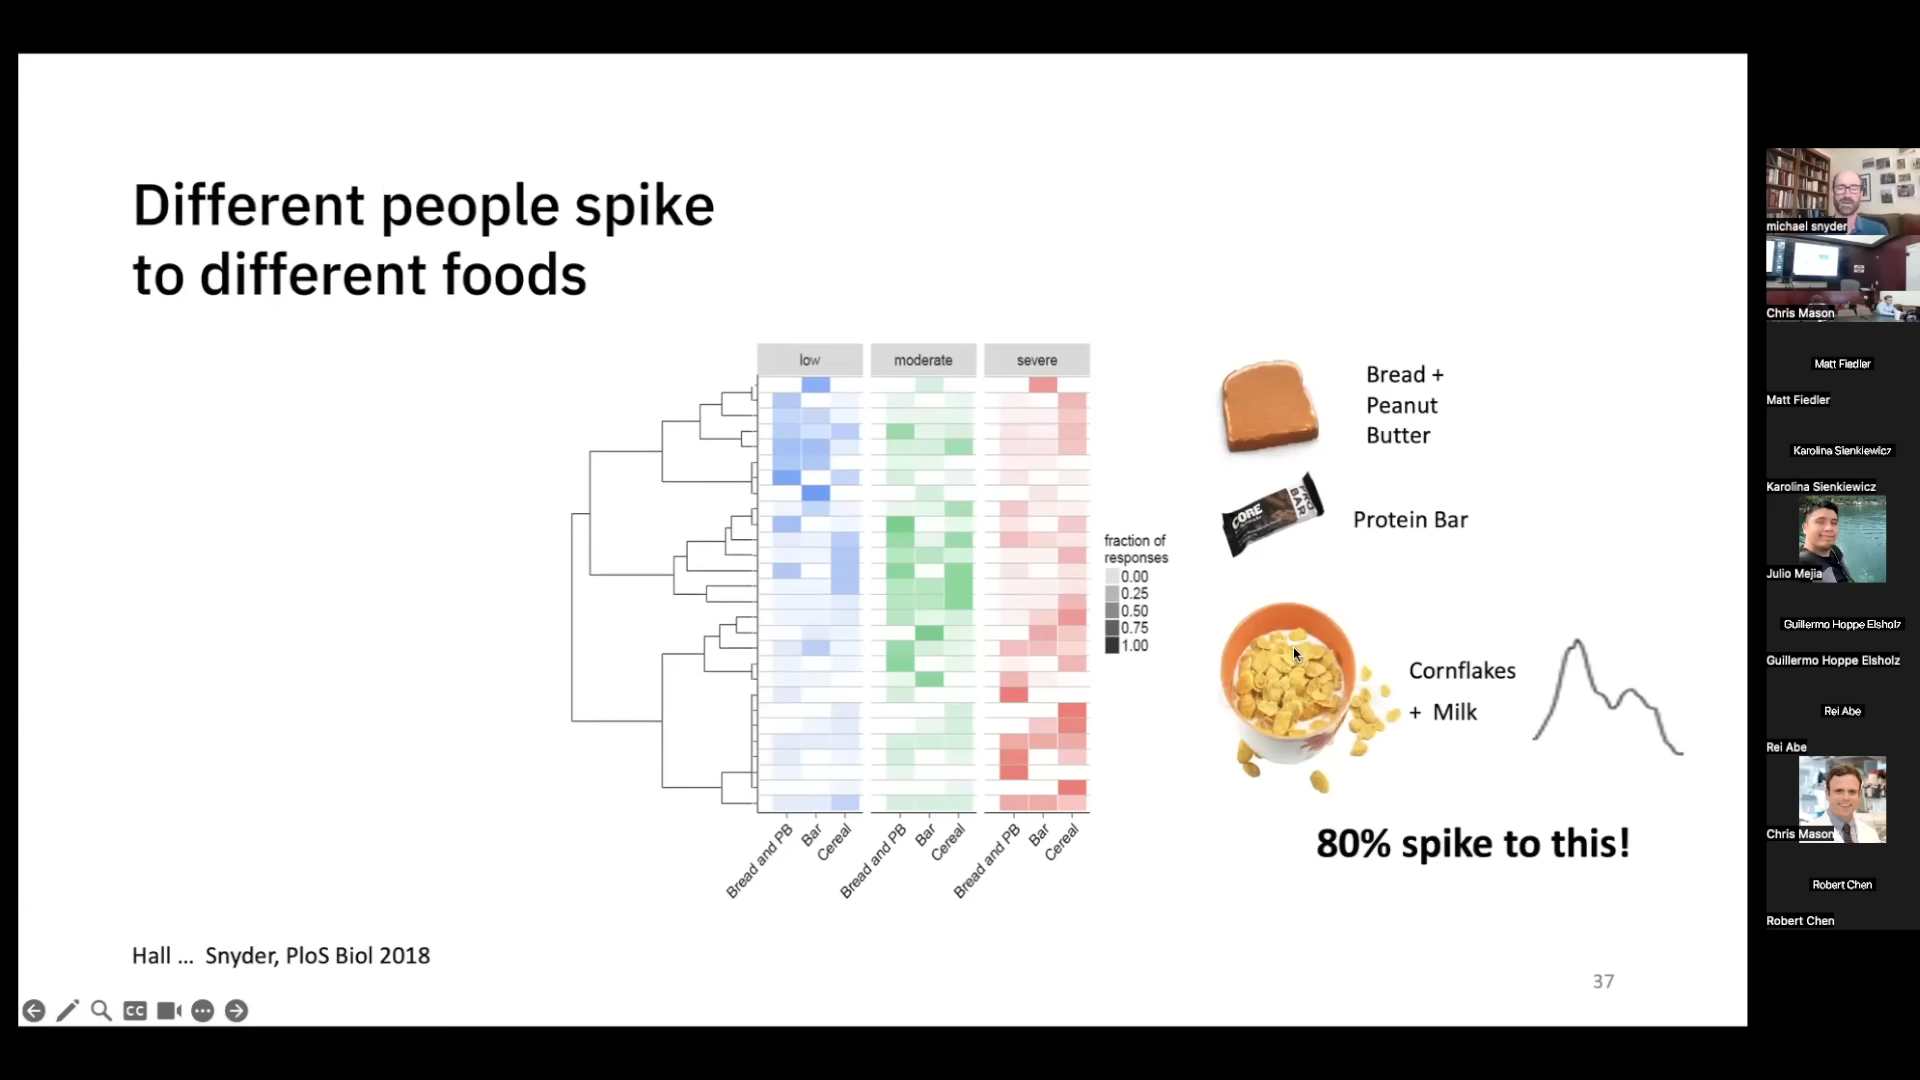 Different people spike
to different foods
low
moderate
severe
fraction of
responses
0.00
0.25
0.50
0.75
1.00
Bread and PB
Bar
Cereal
Bread and PB
Bar
Cereal
Bread and PB
Bar
Cereal
Bread +
Peanut
Butter
CORE
PRO
BAR
Protein Bar
Cornflakes
+ Milk
80% spike to this!
Hall ... Snyder, PloS Biol 2018
37
CC
michael snyder
Chris Mason
Matt Fiedler
Matt Fiedler
Karolina Sienkiewicz
Karolina Sienkiewicz
Julio Mejia
Guillermo Hoppe Elsholz
Guillermo Hoppe Elsholz
Rei Abe
Rei Abe
Chris Mason
Robert Chen
Robert Chen